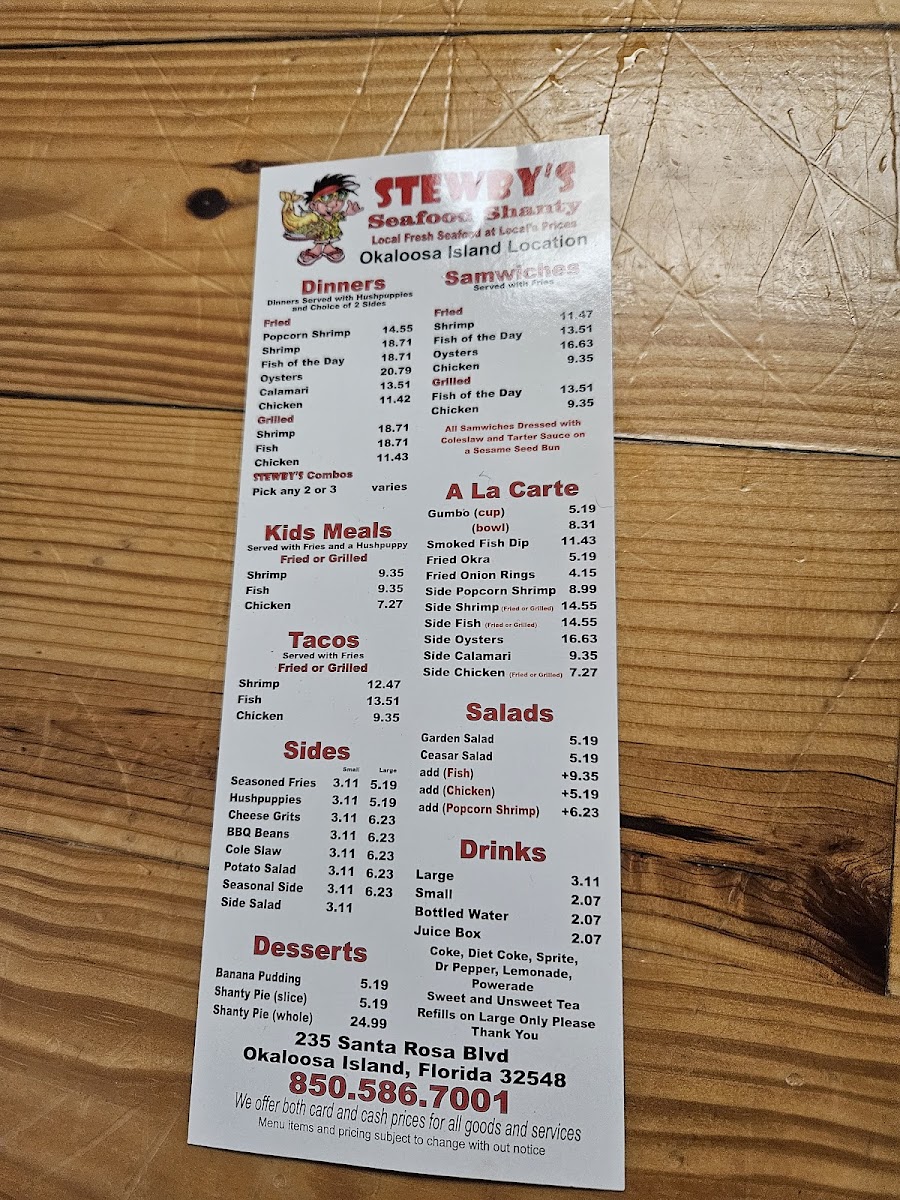 STEWBY'S
Seafood Shanty
Local Fresh Seafood at Local's Prices
Okaloosa Island Location
Dinners
Dinners Served with Hushpuppies
and Choice of 2 Sides
Fried
Popcorn Shrimp 14.55
Shrimp 18.71
Fish of the Day 18.71
Oysters 20.79
Calamari 13.51
Chicken 11.42
Grilled
Shrimp 18.71
Fish 18.71
Chicken 11.43
STEWBY'S Combos
Pick any 2 or 3 varies
Kids Meals
Served with Fries and a Hushpuppy
Fried or Grilled
Shrimp 9.35
Fish 9.35
Chicken 7.27
Tacos
Served with Fries
Fried or Grilled
Shrimp 12.47
Fish 13.51
Chicken 9.35
Sides
Small Large
Seasoned Fries 3.11 5.19
Hushpuppies 3.11 5.19
Cheese Grits 3.11 6.23
BBQ Beans 3.11 6.23
Cole Slaw 3.11 6.23
Potato Salad 3.11 6.23
Seasonal Side 3.11 6.23
Side Salad 3.11
Desserts
Banana Pudding 5.19
Shanty Pie (slice) 5.19
Shanty Pie (whole) 24.99
Samwiches
Served with Fries
Fried
Shrimp 11.47
Fish of the Day 13.51
Oysters 16.63
Chicken 9.35
Grilled
Fish of the Day 13.51
Chicken 9.35
All Samwiches Dressed with
Coleslaw and Tarter Sauce on
a Sesame Seed Bun
A La Carte
Gumbo (cup) 5.19
(bowl) 8.31
Smoked Fish Dip 11.43
Fried Okra 5.19
Fried Onion Rings 4.15
Side Popcorn Shrimp 8.99
Side Shrimp (Fried or Grilled) 14.55
Side Fish (Fried or Grilled) 14.55
Side Oysters 16.63
Side Calamari 9.35
Side Chicken (Fried or Grilled) 7.27
Salads
Garden Salad 5.19
Ceasar Salad 5.19
add (Fish) +9.35
add (Chicken) +5.19
add (Popcorn Shrimp) +6.23
Drinks
Large 3.11
Small 2.07
Bottled Water 2.07
Juice Box 2.07
Coke, Diet Coke, Sprite,
Dr Pepper, Lemonade,
Powerade
Sweet and Unsweet Tea
Refills on Large Only Please
Thank You
235 Santa Rosa Blvd
Okaloosa Island, Florida 32548
850.586.7001
We offer both card and cash prices for all goods and services
Menu items and pricing subject to change with out notice